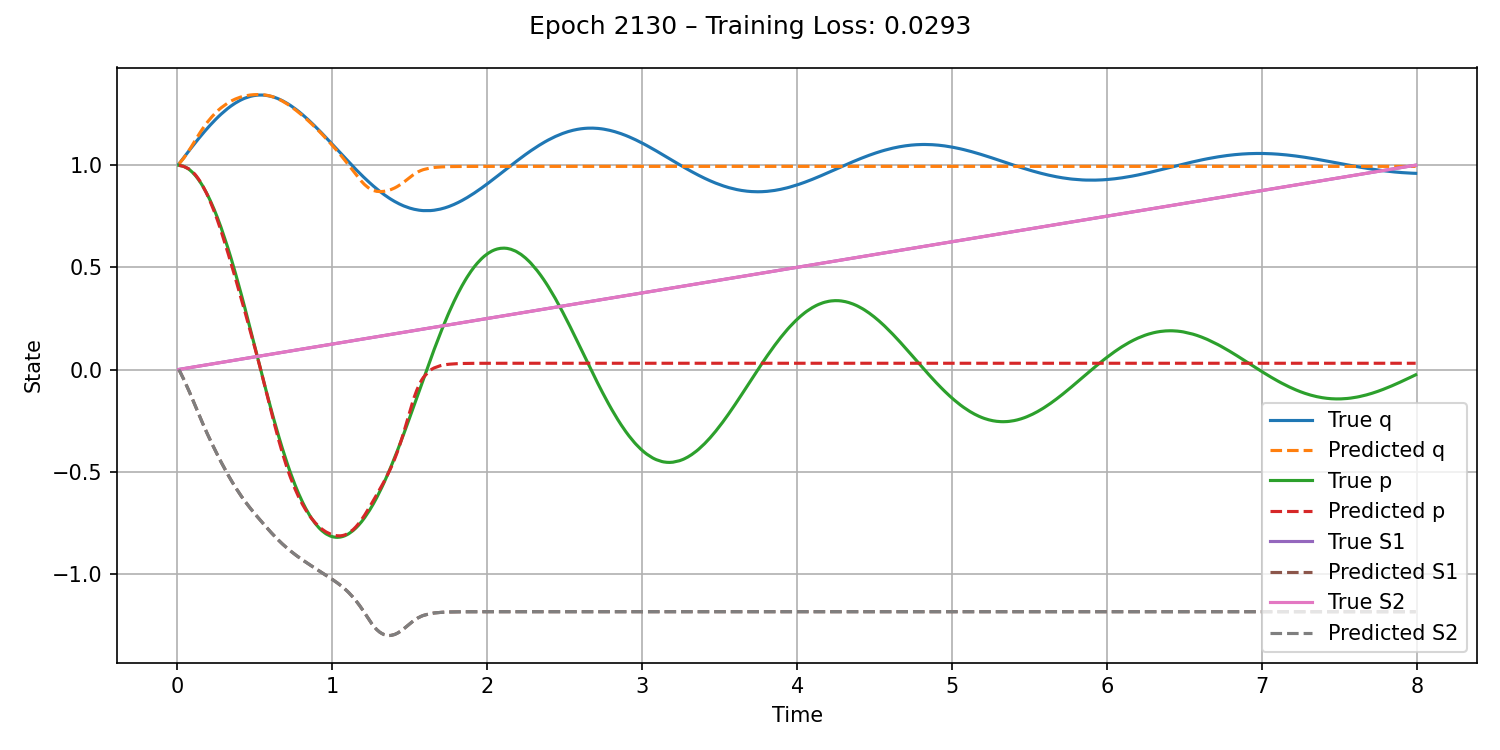 Epoch 2130 – Training Loss: 0.0293
State
1.0
0.5
0.0
−0.5
−1.0
True q
Predicted q
True p
Predicted p
True S1
Predicted S1
True S2
Predicted S2
0 1 2 3 4 5 6 7 8
Time